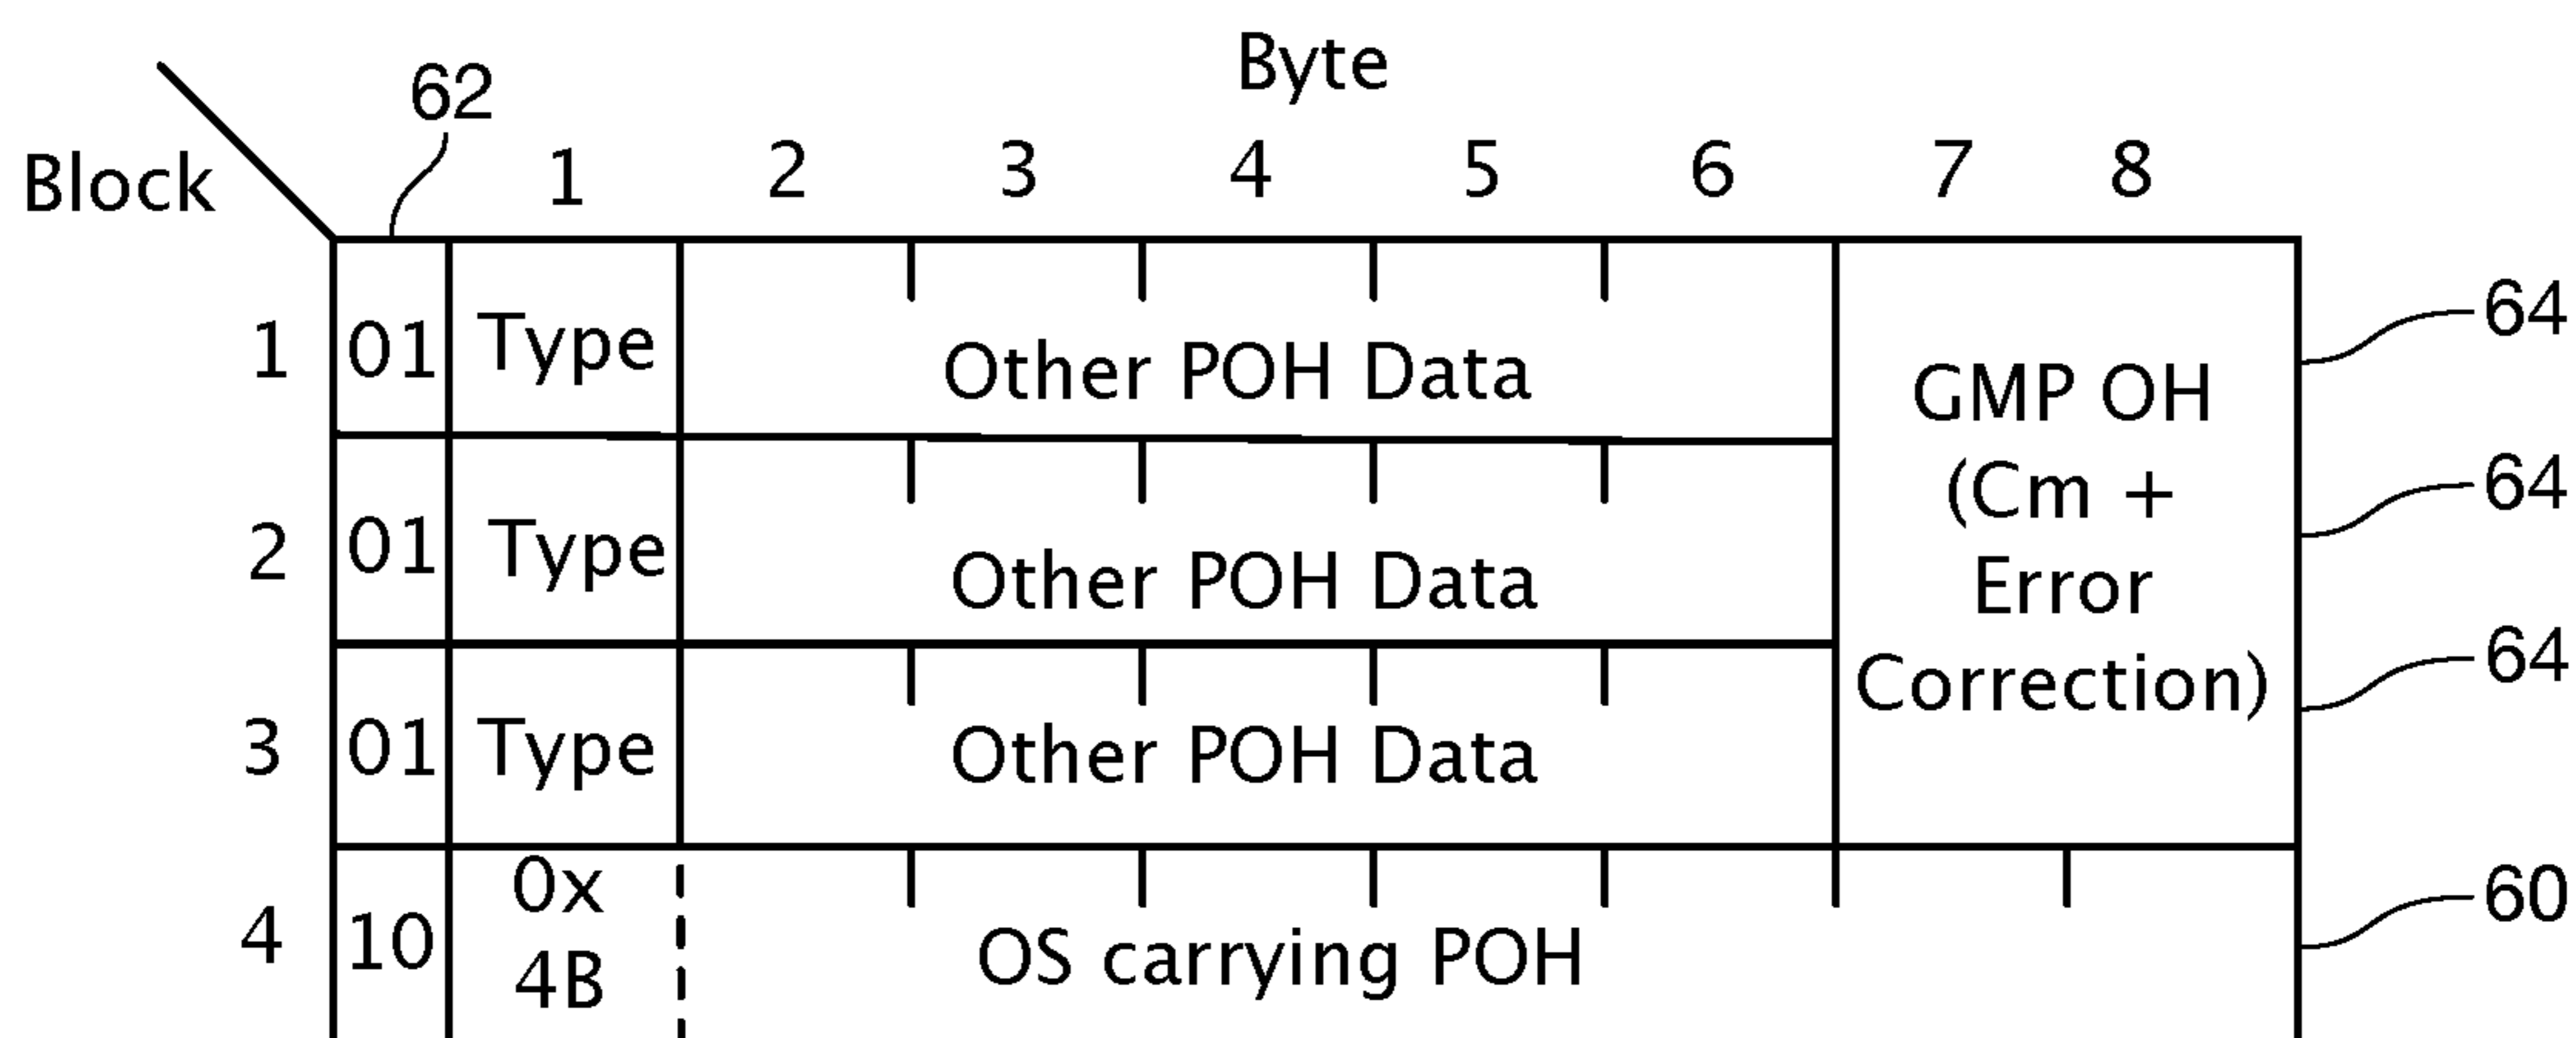 Byte
62
Block 1 2 3 4 5 6 7 8
1 01 Type Other POH Data 64
GMP OH
(Cm +
Error
Correction)
2 01 Type Other POH Data 64
3 01 Type Other POH Data 64
4 10 0x
4B OS carrying POH 60